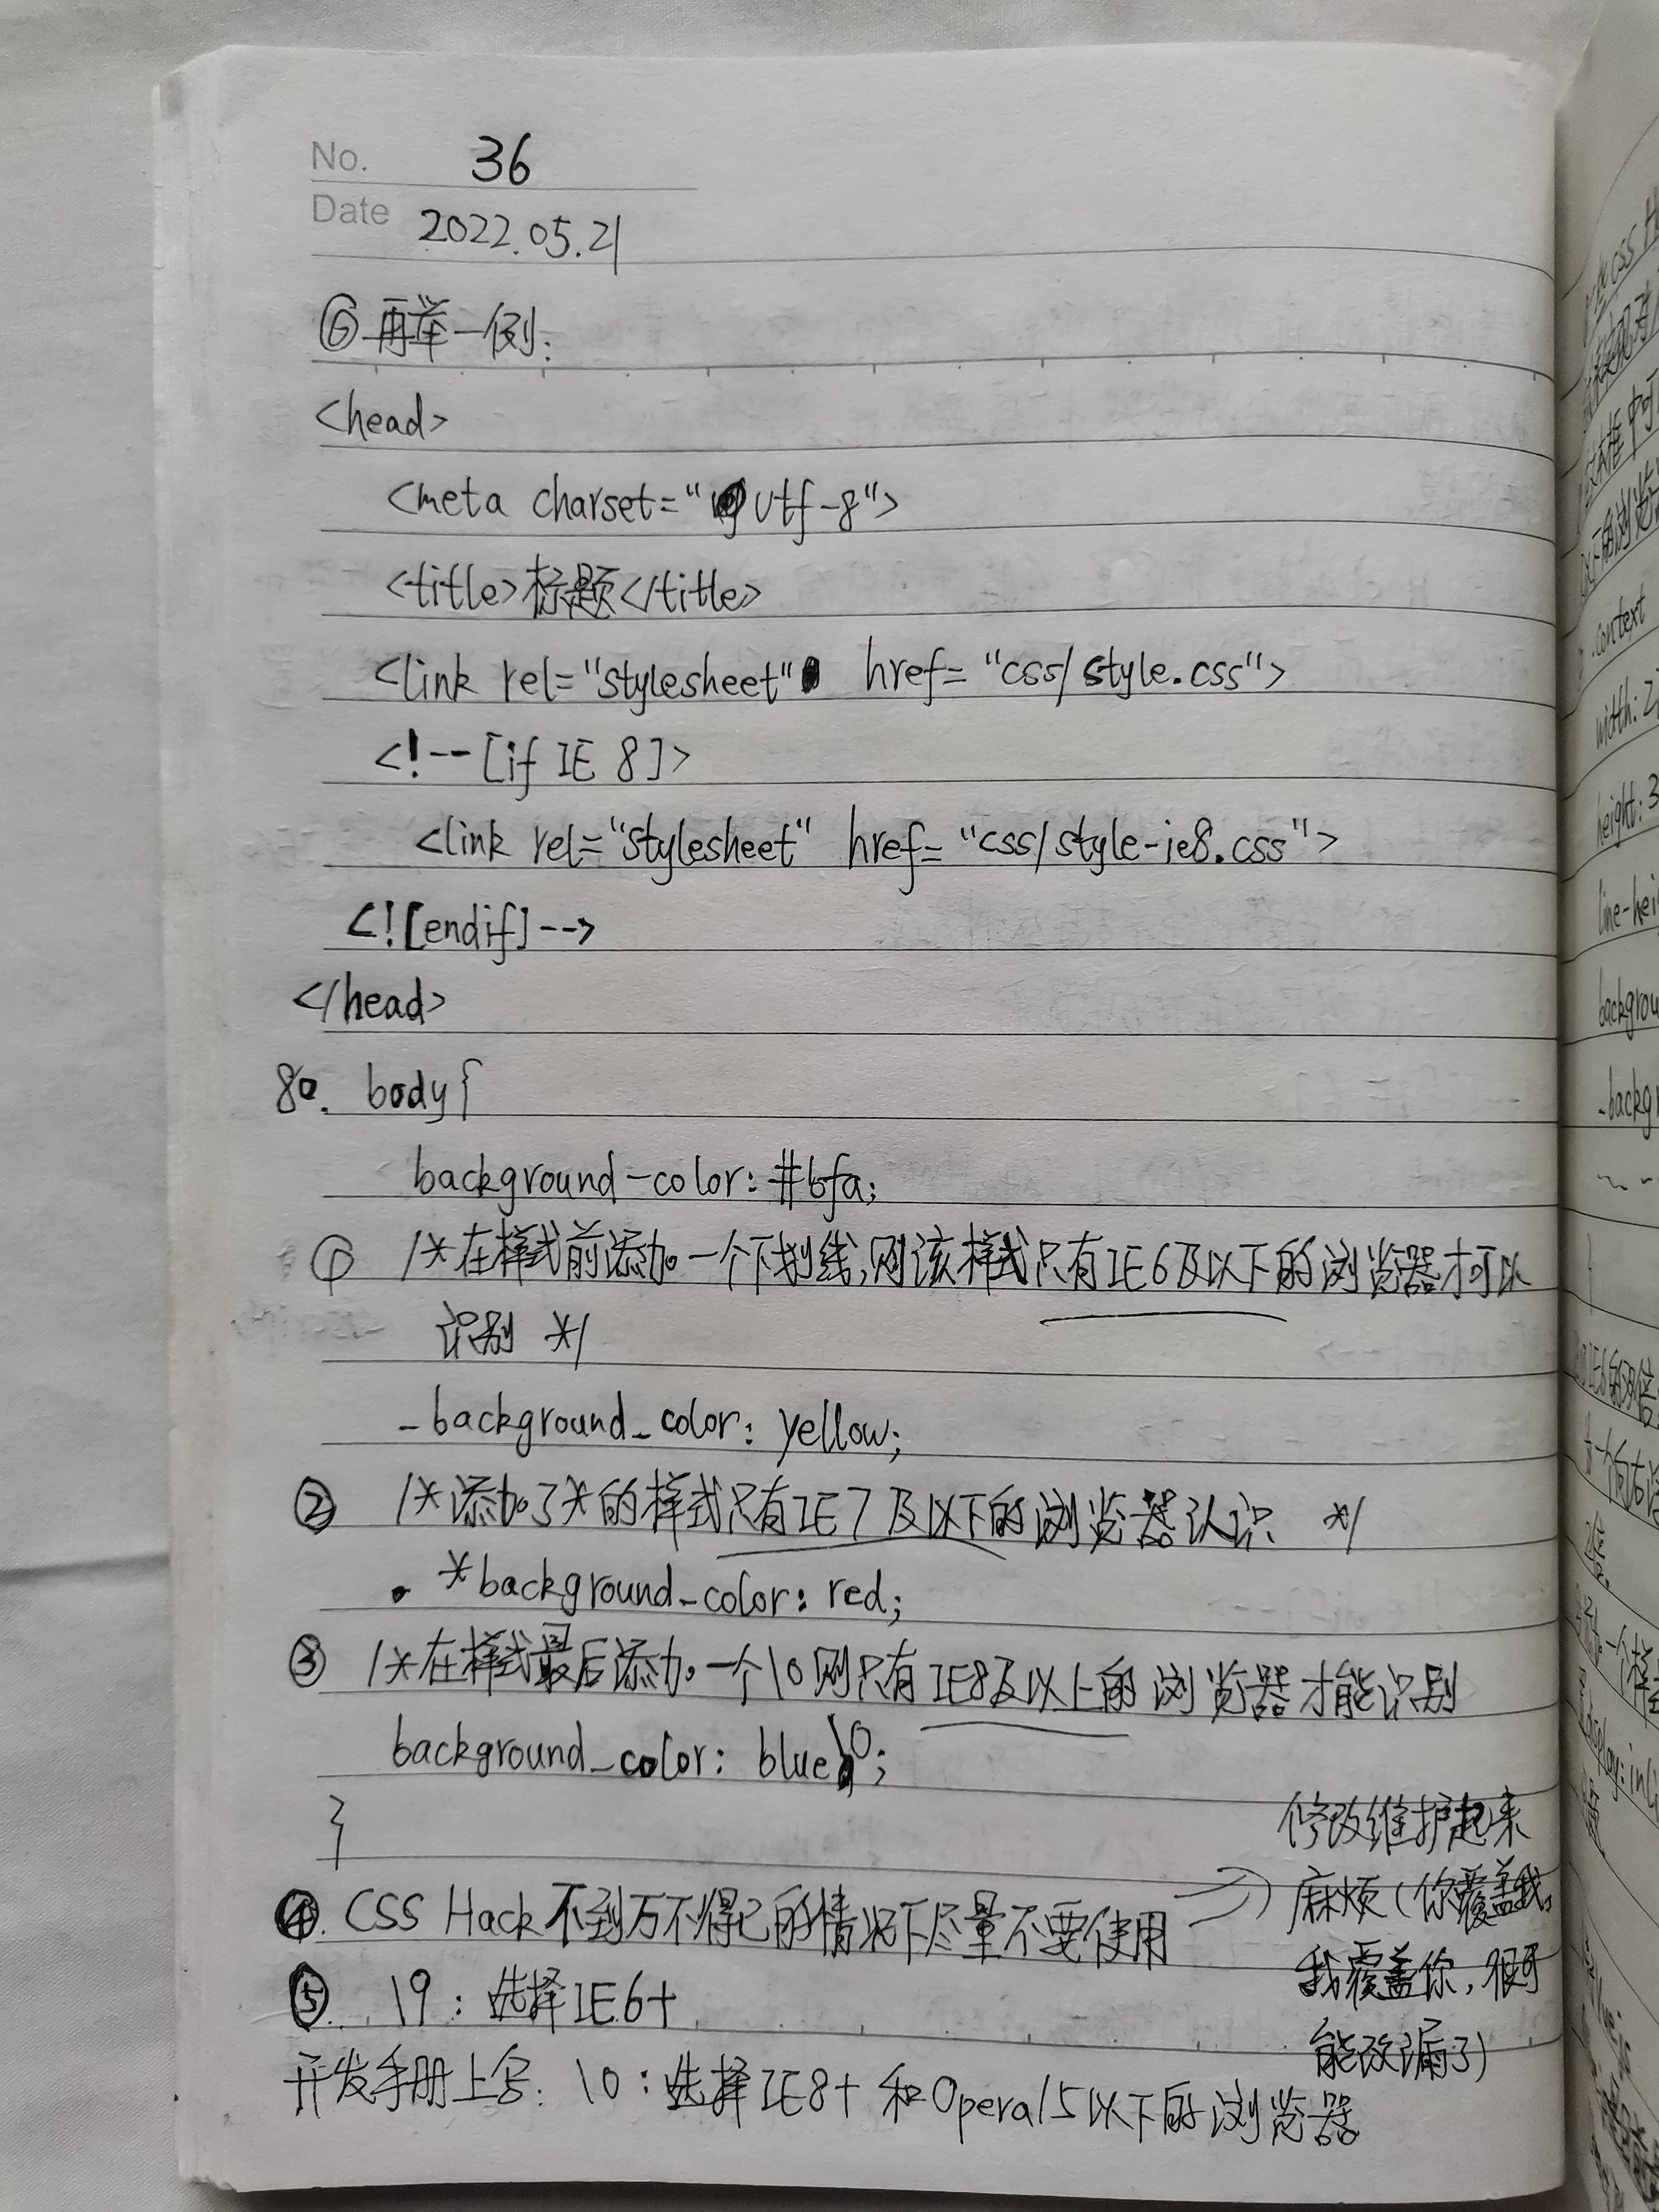 No. 36
Date 2022.05.21
⑥再举一例:
<head>
<meta charset="utf-8">
<title>标题</title>
<link rel="stylesheet" href="css/style.css">
<!--[if IE 8]>
<link rel="stylesheet" href="css/style-ie8.css">
<![endif]-->
</head>
80. body{
background-color: #bfa;
① /*在样式前添加一个下划线,则该样式只有IE6及以下的浏览器才可以
识别 */
_background_color: yellow;
② /*添加了*的样式只有IE7及以下的浏览器认识 */
*background_color: red;
③ /*在样式最后添加一个\0则只有IE8及以上的浏览器才能识别
background_color: blue\0;
}
④. CSS Hack 不到万不得已的情况下尽量不要使用
修改维护起来
麻烦(你覆盖我,
我覆盖你,很可
能改漏了)
⑤. \9: 选择IE6+
开发手册上写: \0: 选择IE8+ 和Opera15以下的浏览器
context
width: 2
height: 3
line-hei
backgrou
_backgr